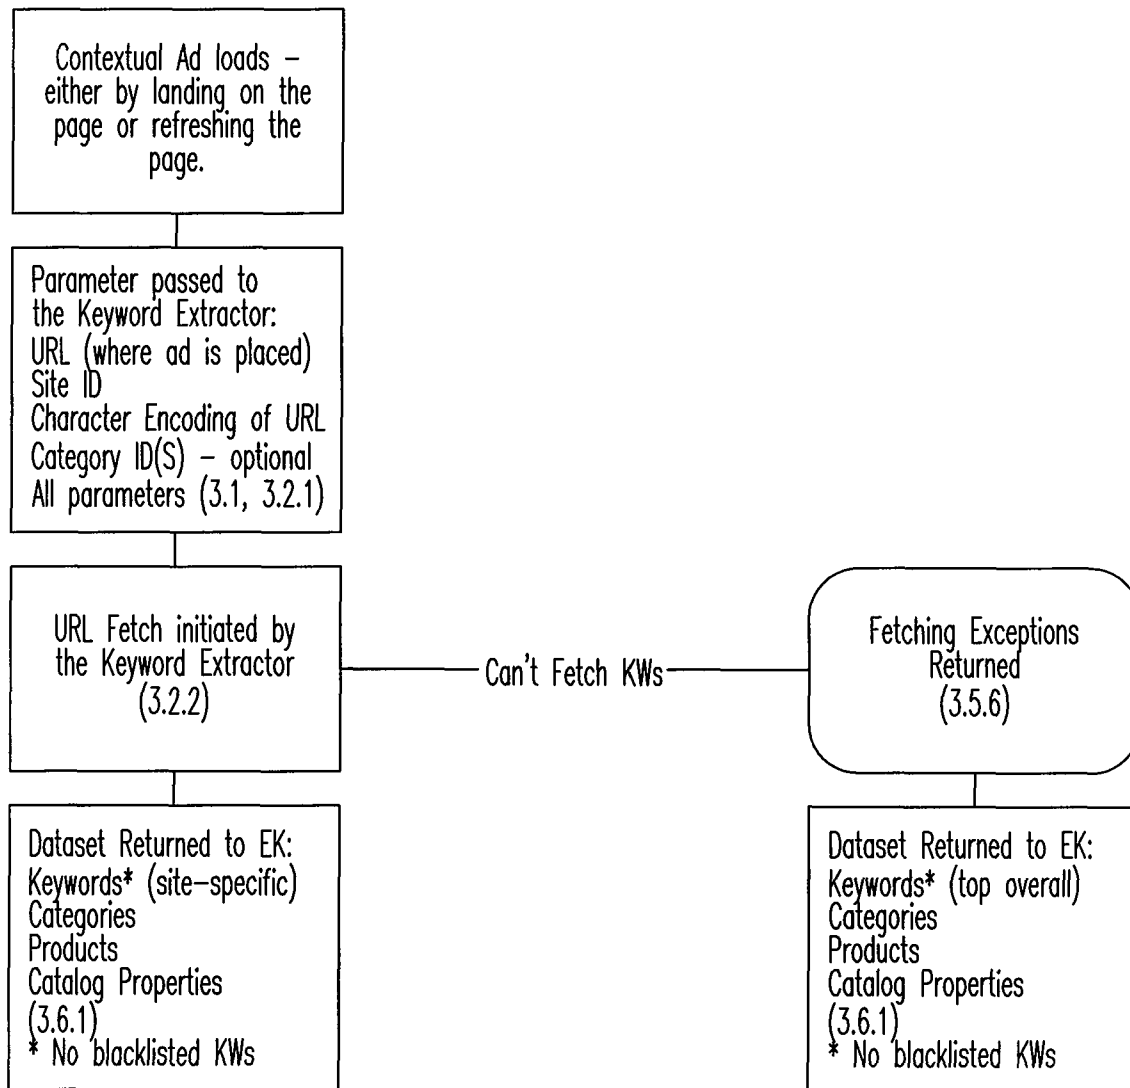 Contextual Ad loads –
either by landing on the
page or refreshing the
page.
Parameter passed to
the Keyword Extractor:
URL (where ad is placed)
Site ID
Character Encoding of URL
Category ID(S) – optional
All parameters (3.1, 3.2.1)
URL Fetch initiated by
the Keyword Extractor
(3.2.2)
Can't Fetch KWs
Fetching Exceptions
Returned
(3.5.6)
Dataset Returned to EK:
Keywords* (site–specific)
Categories
Products
Catalog Properties
(3.6.1)
* No blacklisted KWs
Dataset Returned to EK:
Keywords* (top overall)
Categories
Products
Catalog Properties
(3.6.1)
* No blacklisted KWs